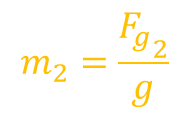 m₂ = F_g₂ / g